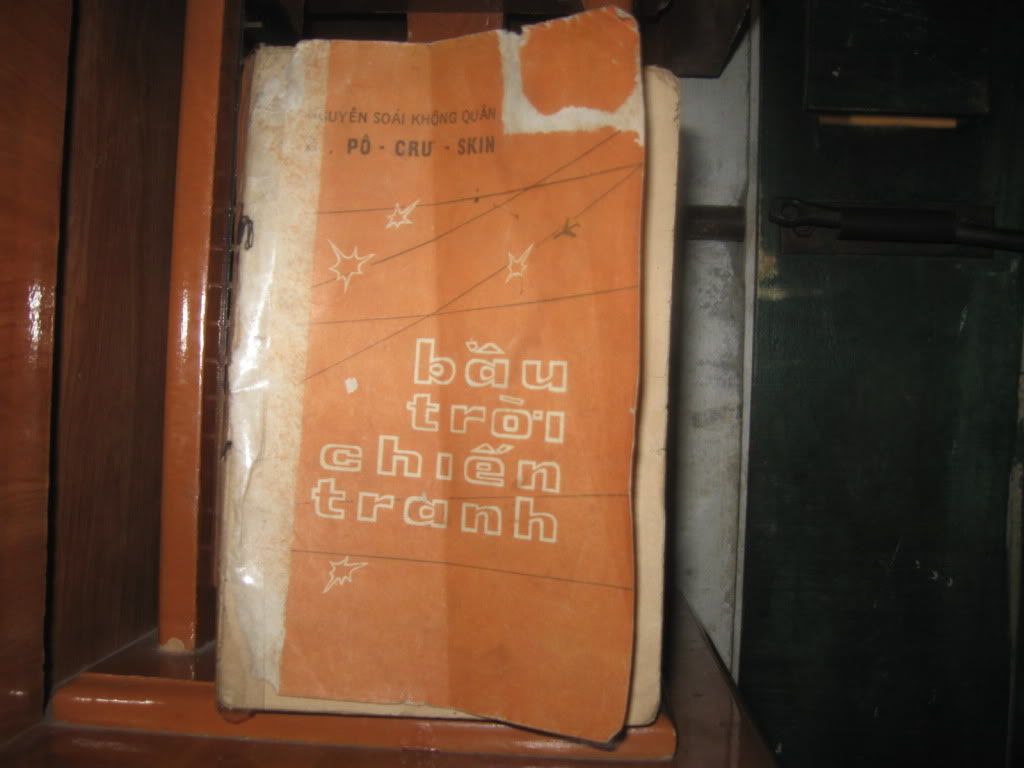 NGUYÊN SOÁI KHÔNG QUÂN
PÔ - CRƯ - SKIN
bầu
trời
chiến
tranh